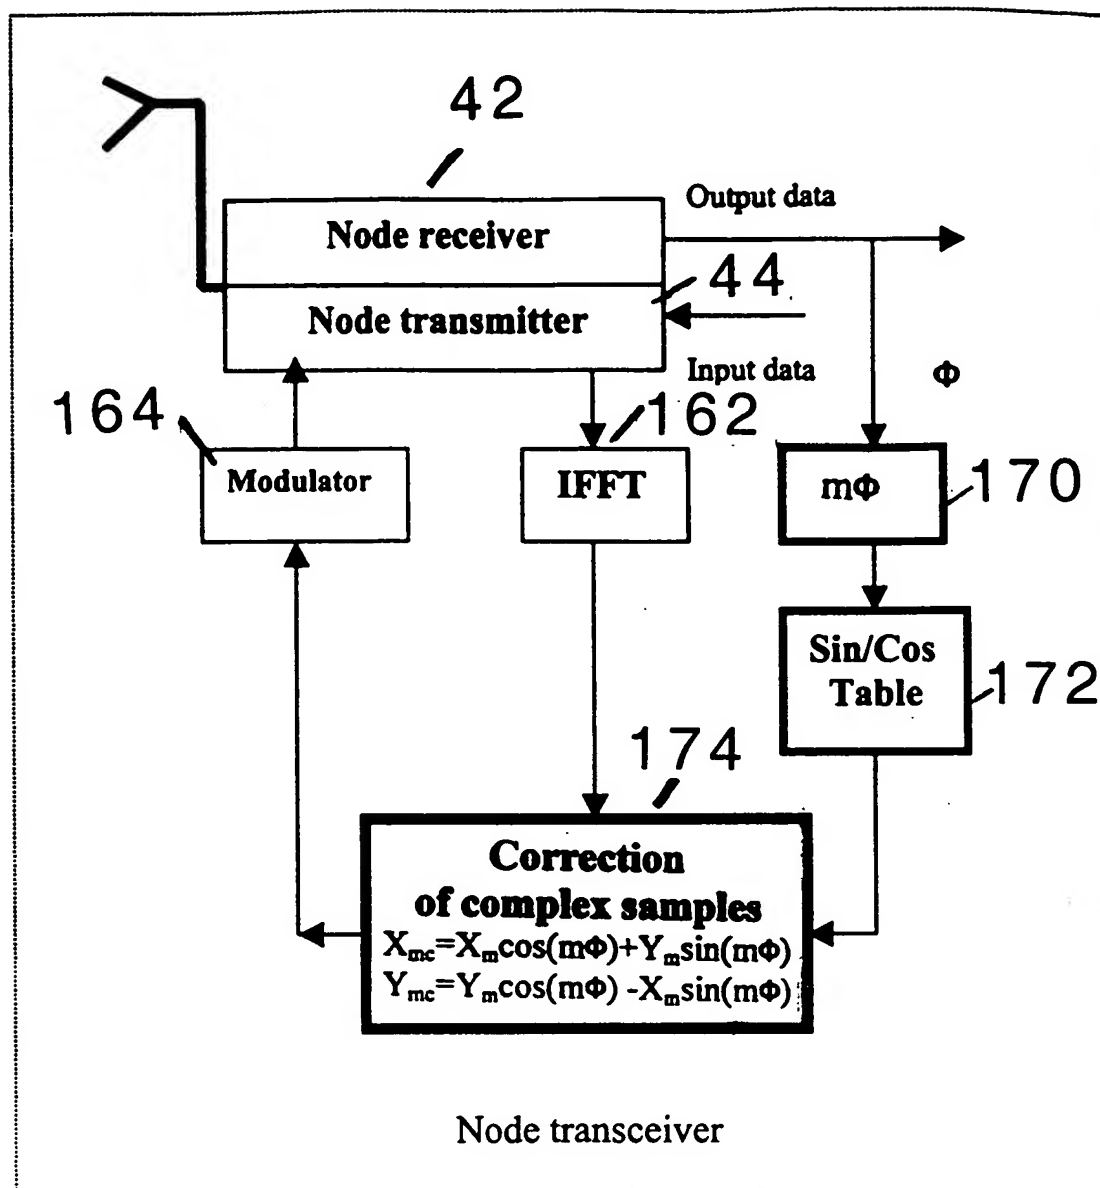 42
Output data
Node receiver
44
Node transmitter
Input data
Φ
164
162
Modulator
IFFT
mΦ
170
Sin/Cos
Table
172
174
Correction
of complex samples
Xmc=Xmcos(mΦ)+Ymsin(mΦ)
Ymc=Ymcos(mΦ) -Xmsin(mΦ)
Node transceiver